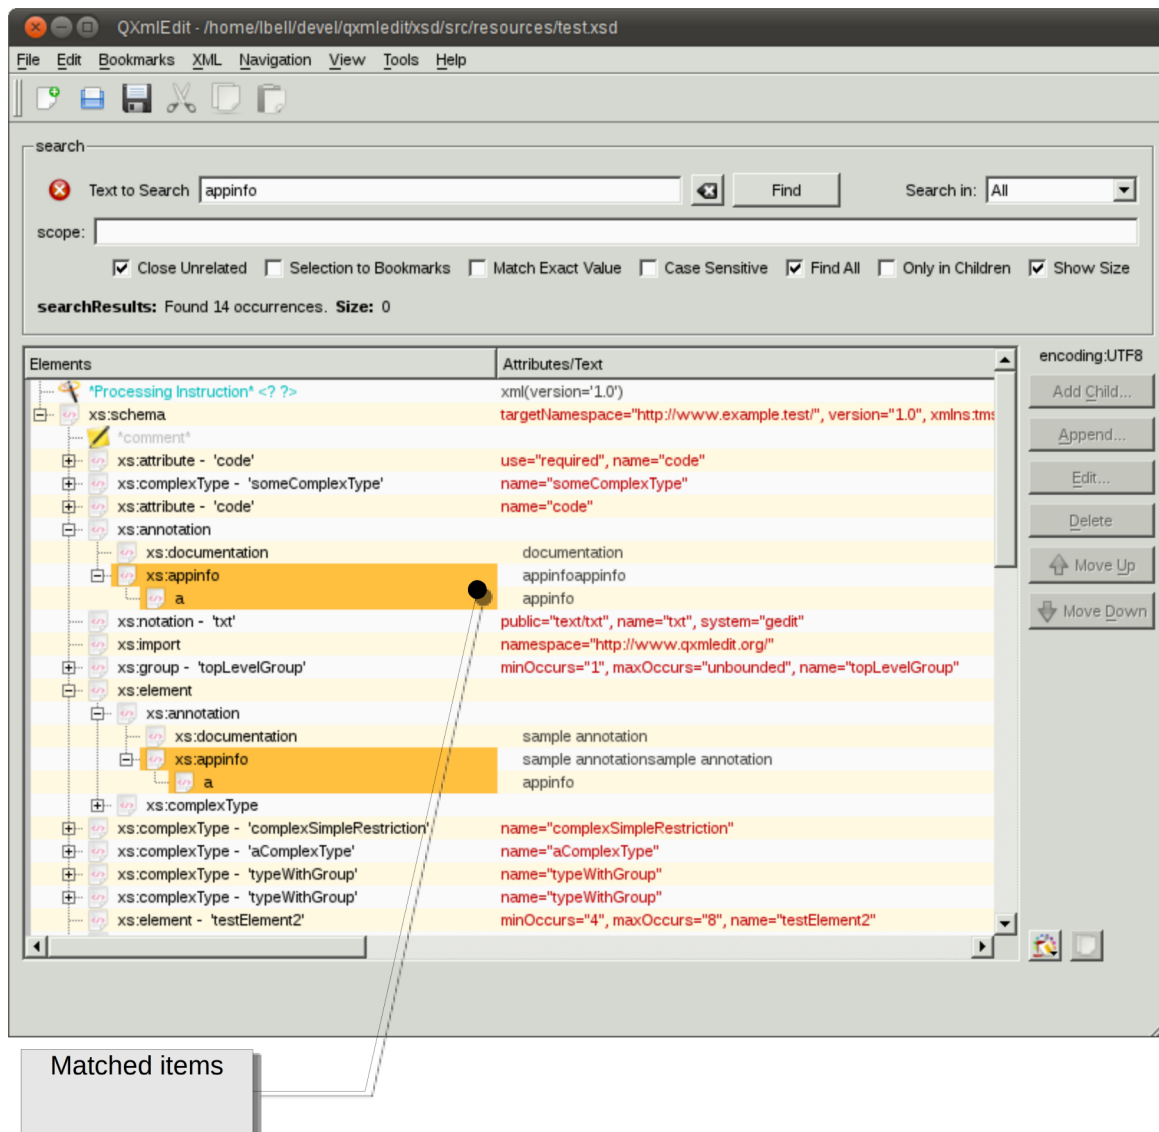 QXmlEdit - /home/lbell/devel/qxmledit/xsd/src/resources/test.xsd
File Edit Bookmarks XML Navigation View Tools Help
search
Text to Search appinfo Find Search in: All
scope:
Close Unrelated Selection to Bookmarks Match Exact Value Case Sensitive Find All Only in Children Show Size
searchResults: Found 14 occurrences. Size: 0
Elements Attributes/Text encoding:UTF8
*Processing Instruction* <? ?> xml(version='1.0') Add Child...
xs:schema targetNamespace="http://www.example.test/", version="1.0", xmlns:tms
*comment* Append...
xs:attribute - 'code' use="required", name="code"
xs:complexType - 'someComplexType' name="someComplexType" Edit...
xs:attribute - 'code' name="code"
xs:annotation Delete
xs:documentation documentation
xs:appinfo appinfoappinfo Move Up
a appinfo
xs:notation - 'txt' public="text/txt", name="txt", system="gedit" Move Down
xs:import namespace="http://www.qxmledit.org/"
xs:group - 'topLevelGroup' minOccurs="1", maxOccurs="unbounded", name="topLevelGroup"
xs:element
xs:annotation
xs:documentation sample annotation
xs:appinfo sample annotationsample annotation
a appinfo
xs:complexType
xs:complexType - 'complexSimpleRestriction' name="complexSimpleRestriction"
xs:complexType - 'aComplexType' name="aComplexType"
xs:complexType - 'typeWithGroup' name="typeWithGroup"
xs:complexType - 'typeWithGroup' name="typeWithGroup"
xs:element - 'testElement2' minOccurs="4", maxOccurs="8", name="testElement2"
Matched items